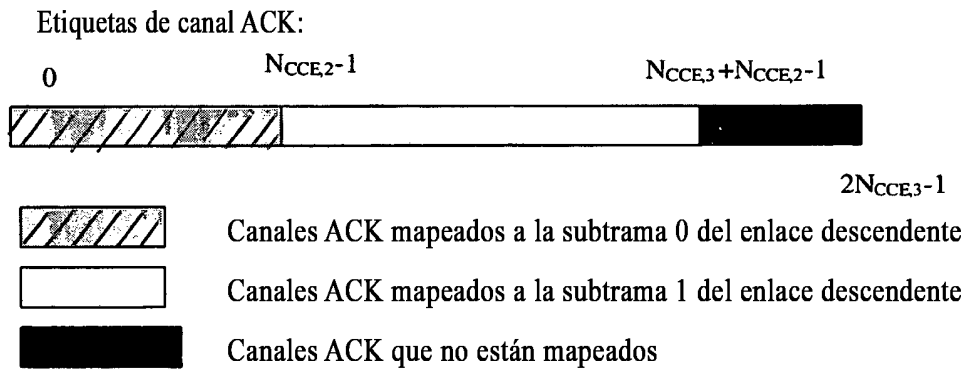 Etiquetas de canal ACK:
0 N_CCE,2-1 N_CCE,3+N_CCE,2-1
2N_CCE,3-1
Canales ACK mapeados a la subtrama 0 del enlace descendente
Canales ACK mapeados a la subtrama 1 del enlace descendente
Canales ACK que no están mapeados